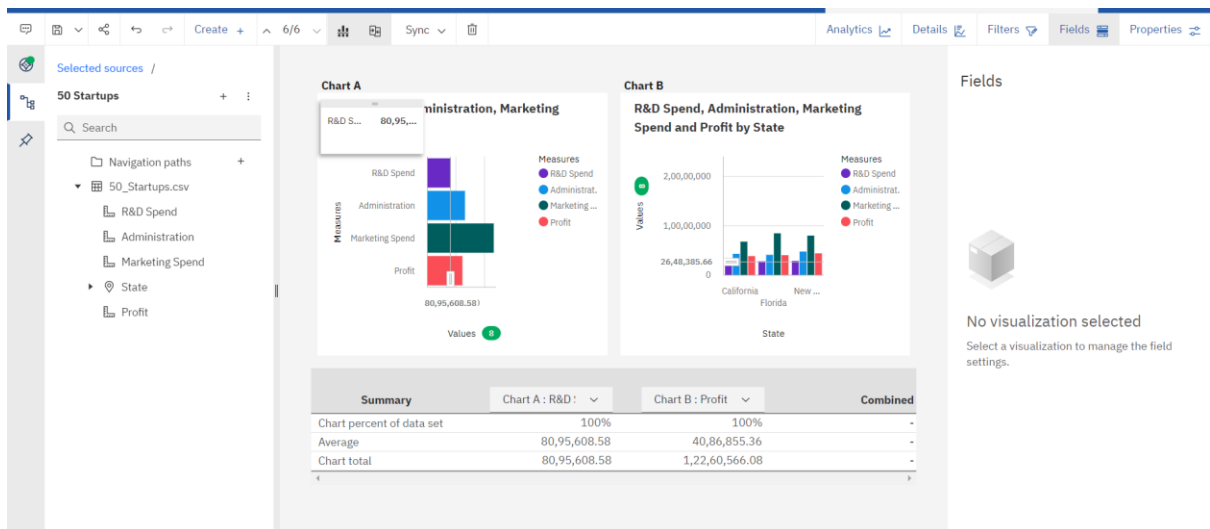 Create +
6/6
Sync
Analytics
Details
Filters
Fields
Properties
Selected sources /
50 Startups
Search
Navigation paths
50_Startups.csv
R&D Spend
Administration
Marketing Spend
State
Profit
Chart A
ministration, Marketing
R&D S... 80,95,...
Measures
R&D Spend
Administration
Marketing Spend
Profit
80,95,608.58)
Values 8
Measures
R&D Spend
Administrat.
Marketing ...
Profit
Chart B
R&D Spend, Administration, Marketing
Spend and Profit by State
Values 8
2,00,00,000
1,00,00,000
26,48,385.66
0
California
Florida
New ...
State
Measures
R&D Spend
Administrat.
Marketing ...
Profit
Summary Chart A : R&D Chart B : Profit Combined
Chart percent of data set 100% 100% -
Average 80,95,608.58 40,86,855.36 -
Chart total 80,95,608.58 1,22,60,566.08 -
Fields
No visualization selected
Select a visualization to manage the field
settings.